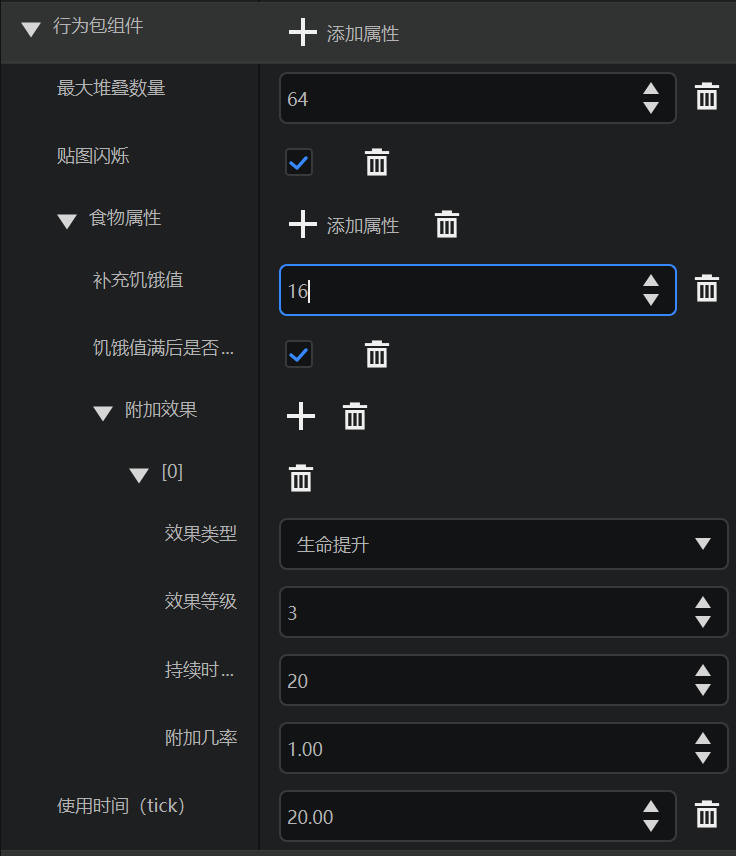 行为包组件
添加属性
最大堆叠数量
64
贴图闪烁
食物属性
添加属性
补充饥饿值
16
饥饿值满后是否...
附加效果
[0]
效果类型
生命提升
效果等级
3
持续时...
20
附加几率
1.00
使用时间（tick）
20.00